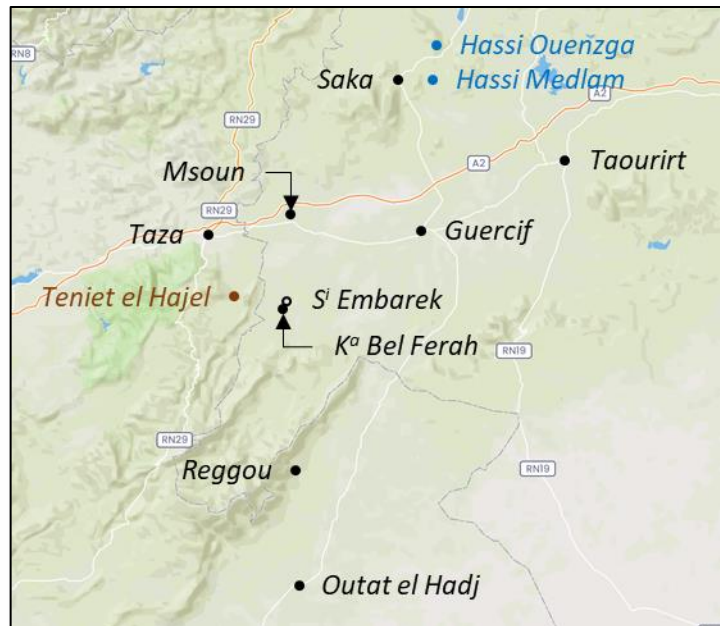 Hassi Ouenzga
RN8
Saka
Hassi Medlam
A2
RN29
A2
Msoun
Taourirt
RN29
Taza
Guercif
Teniet el Hajel
Sⁱ Embarek
Kᵃ Bel Ferah
RN19
RN29
Reggou
RN19
Outat el Hadj